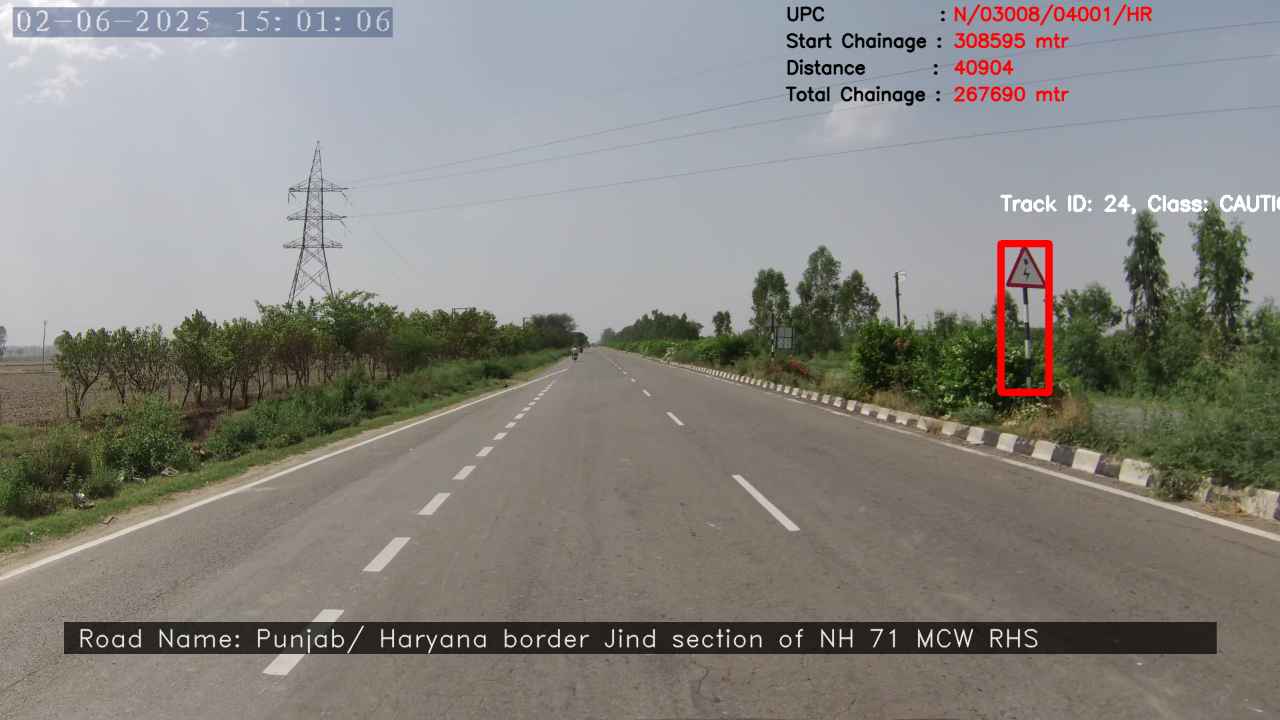 02-06-2025 15:01:06
UPC : N/03008/04001/HR
Start Chainage : 308595 mtr
Distance : 40904
Total Chainage : 267690 mtr
Track ID: 24, Class: CAUTIO
Road Name: Punjab/ Haryana border Jind section of NH 71 MCW RHS